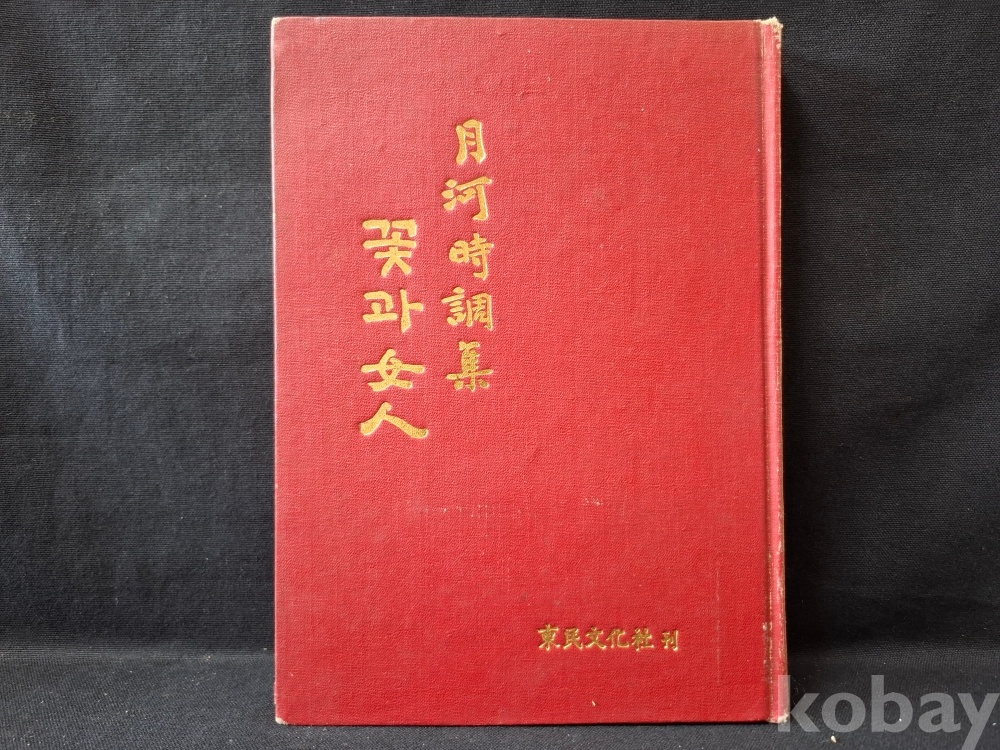 月河時調集
꽃과 女人
東民文化社 刊
kobay